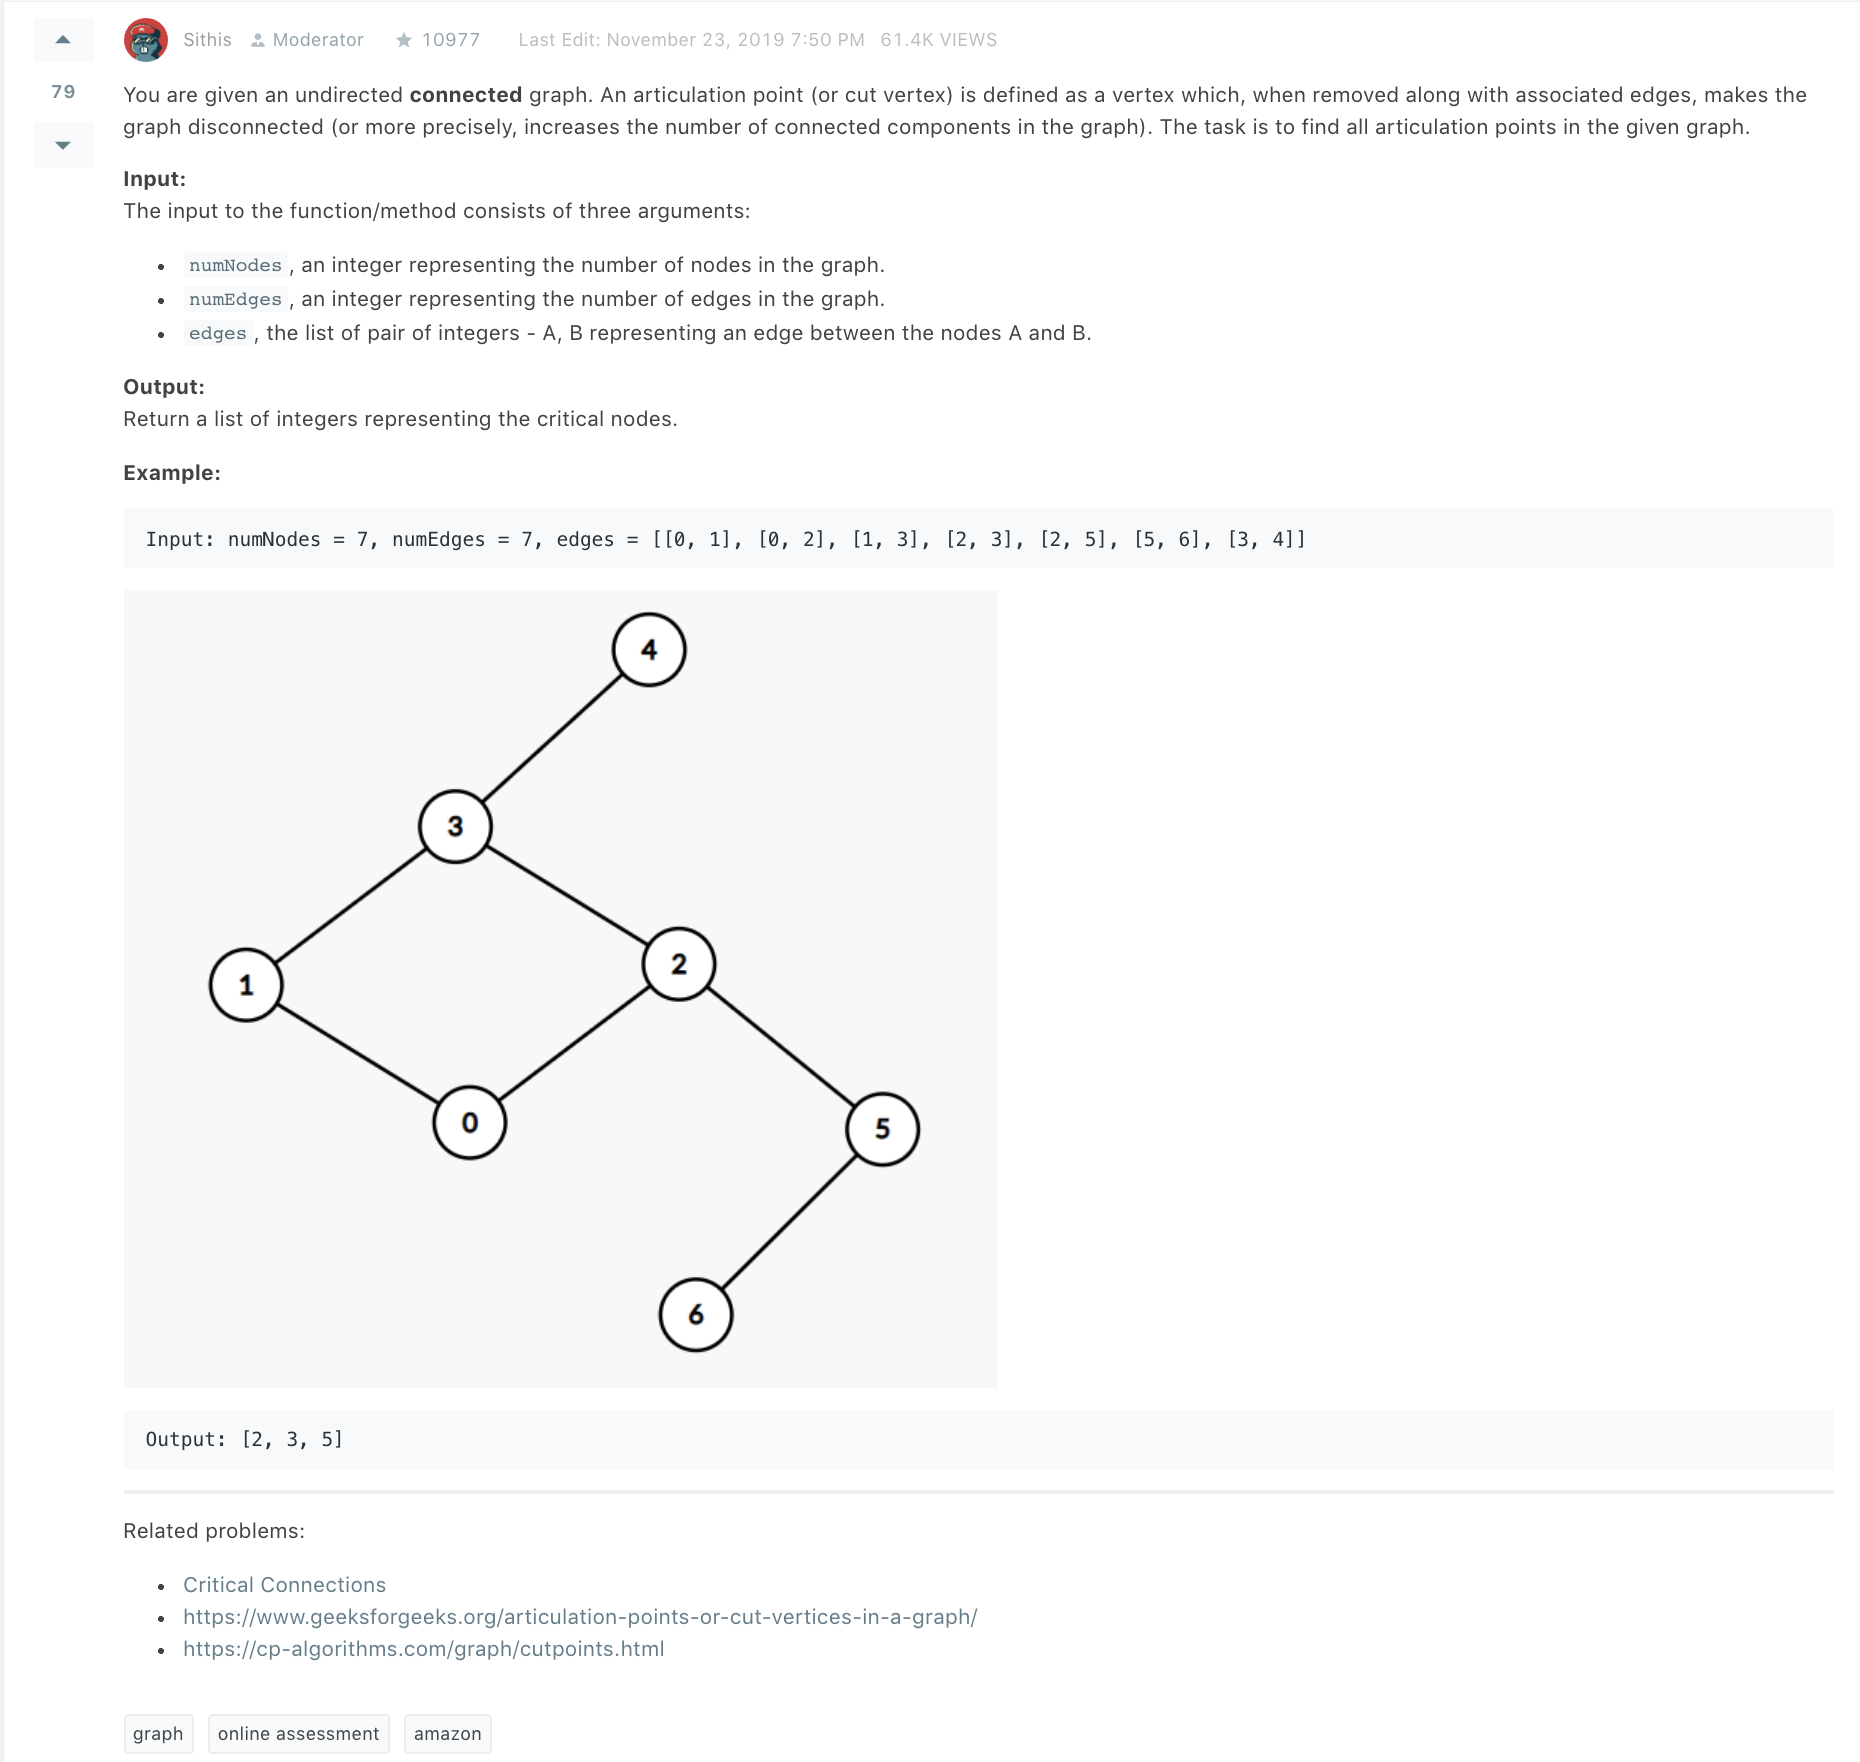 Sithis Moderator 10977 Last Edit: November 23, 2019 7:50 PM 61.4K VIEWS
79
You are given an undirected connected graph. An articulation point (or cut vertex) is defined as a vertex which, when removed along with associated edges, makes the
graph disconnected (or more precisely, increases the number of connected components in the graph). The task is to find all articulation points in the given graph.
Input:
The input to the function/method consists of three arguments:
• numNodes , an integer representing the number of nodes in the graph.
• numEdges , an integer representing the number of edges in the graph.
• edges , the list of pair of integers - A, B representing an edge between the nodes A and B.
Output:
Return a list of integers representing the critical nodes.
Example:
Input: numNodes = 7, numEdges = 7, edges = [[0, 1], [0, 2], [1, 3], [2, 3], [2, 5], [5, 6], [3, 4]]
4
3
2
1
0
5
6
Output: [2, 3, 5]
Related problems:
• Critical Connections
• https://www.geeksforgeeks.org/articulation-points-or-cut-vertices-in-a-graph/
• https://cp-algorithms.com/graph/cutpoints.html
graph online assessment amazon